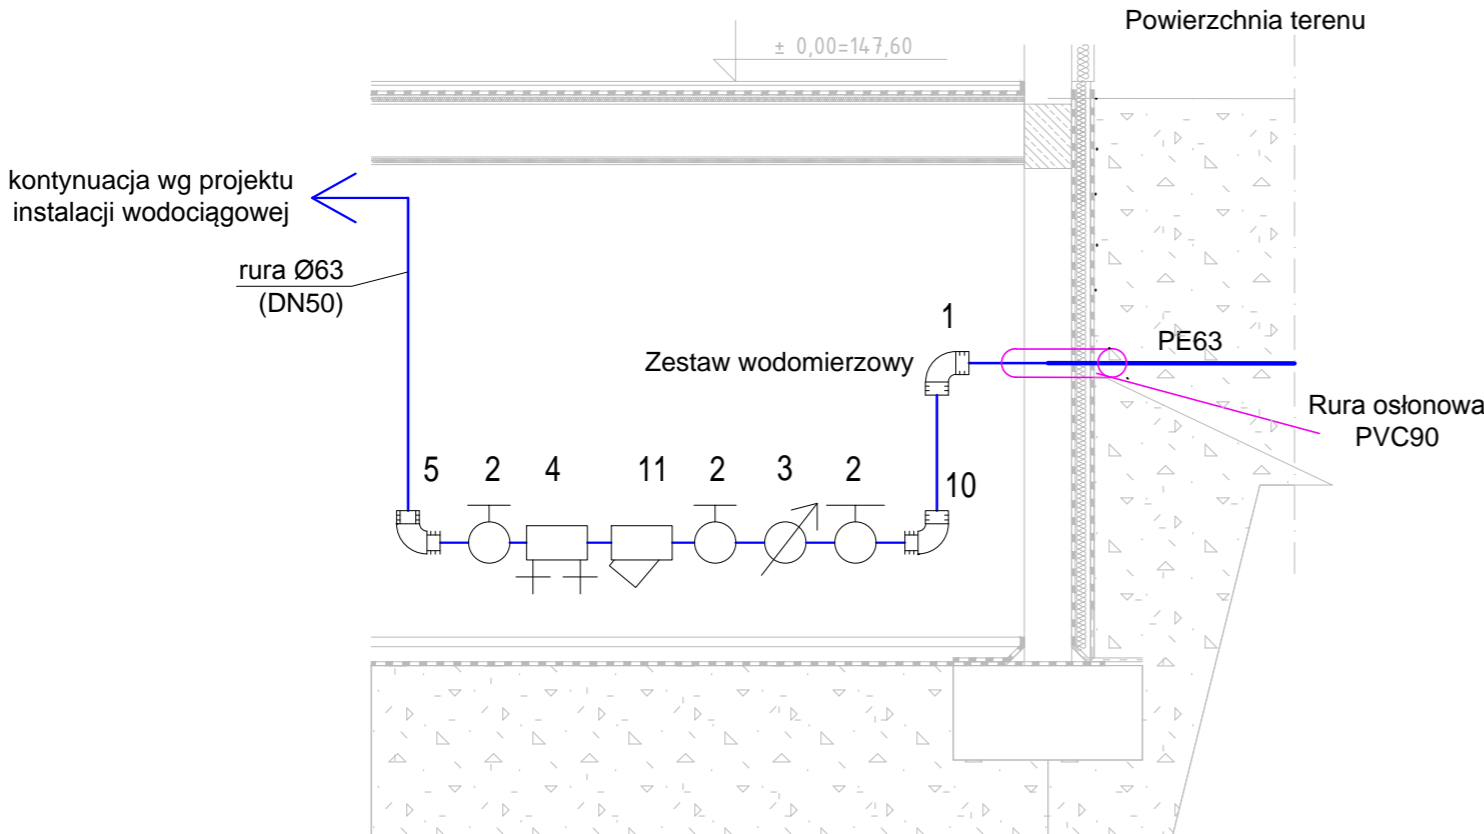 Powierzchnia terenu
± 0,00=147,60
kontynuacja wg projektu
instalacji wodociągowej
rura Ø63
(DN50)
1
Zestaw wodomierzowy
PE63
Rura osłonowa
PVC90
5 2 4 11 2 3 2 10